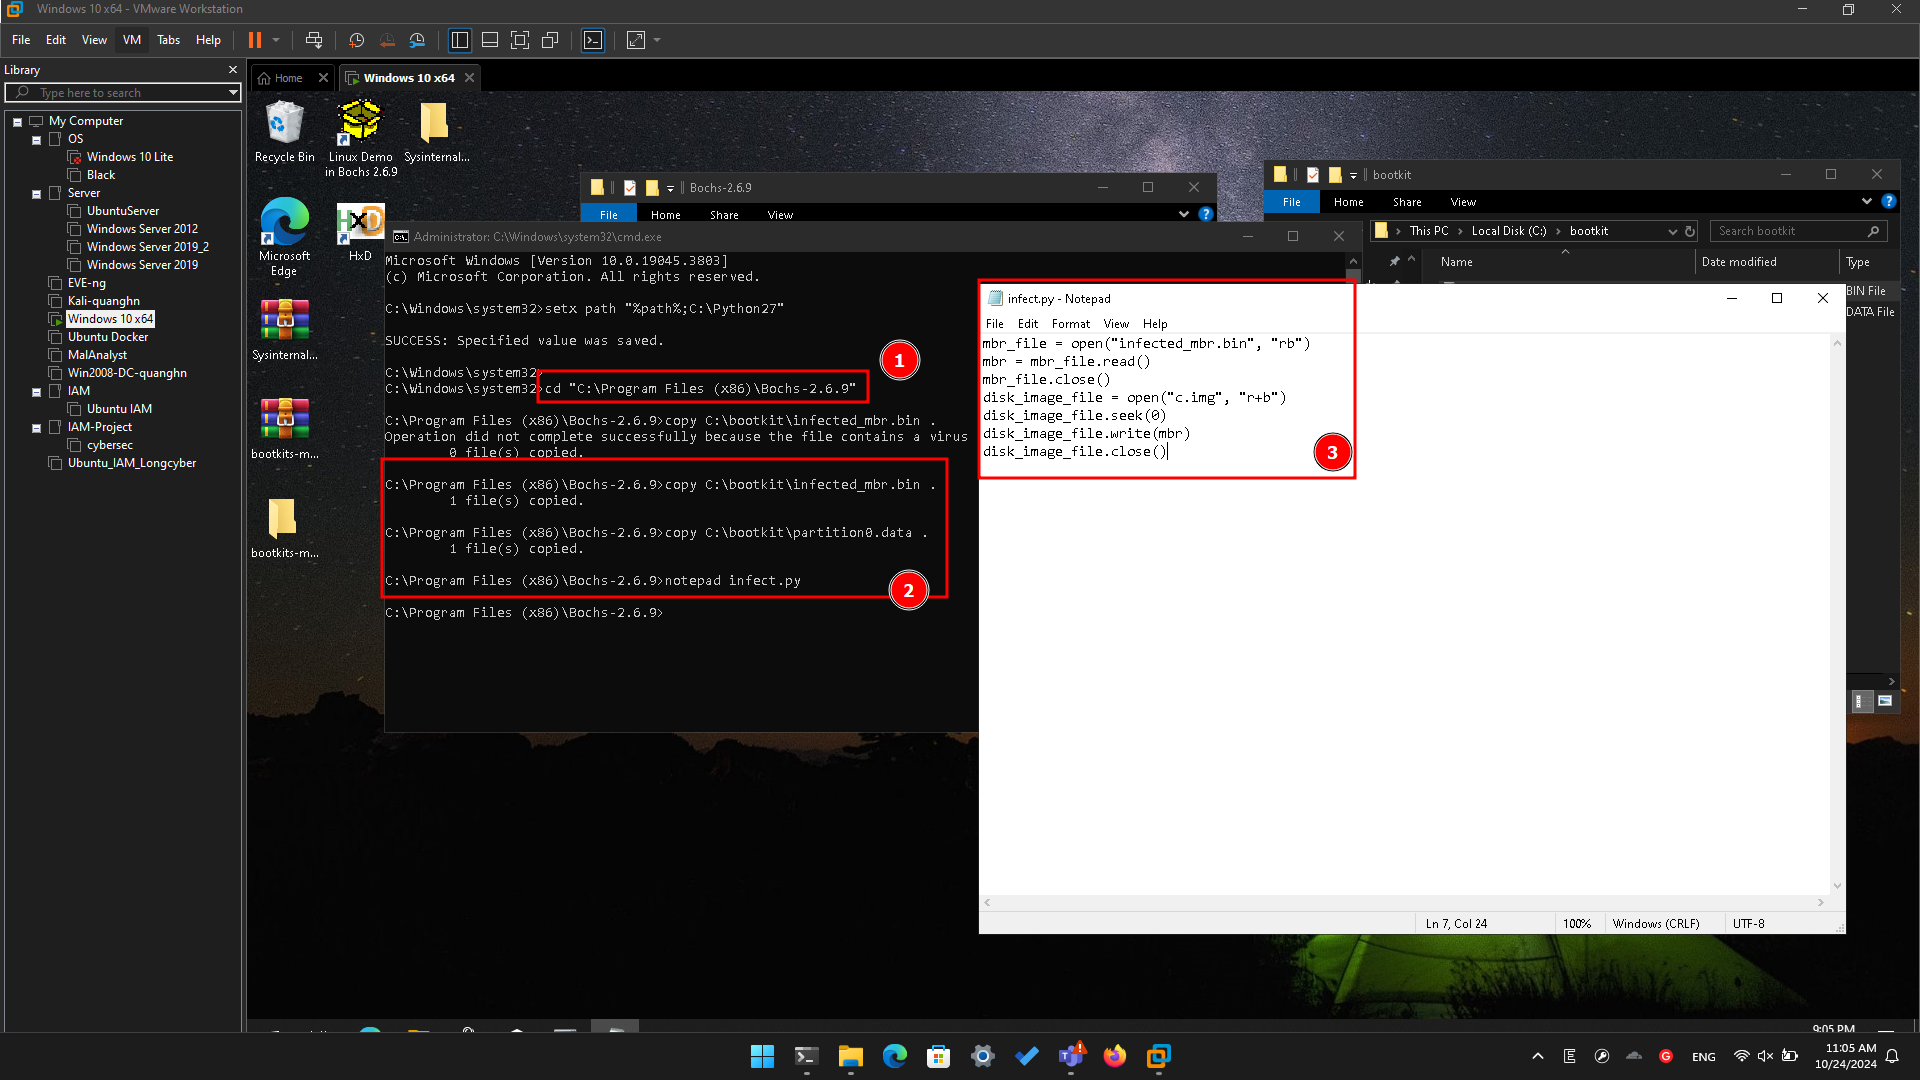 Windows 10 x64 - VMware Workstation
File Edit View VM Tabs Help
Library
Type here to search
My Computer
OS
Windows 10 Lite
Black
Server
UbuntuServer
Windows Server 2012
Windows Server 2019_2
Windows Server 2019
EVE-ng
Kali-quanghn
Windows 10 x64
Ubuntu Docker
MalAnalyst
Win2008-DC-quanghn
IAM
Ubuntu IAM
IAM-Project
cybersec
Ubuntu_IAM_Longcyber
Home
Windows 10 x64
Recycle Bin
Linux Demo
in Bochs 2.6.9
Sysinternal...
Microsoft
Edge
HxD
HxD
Sysinternal...
bootkits-m...
bootkits-m...
Bochs-2.6.9
File Home Share View
bootkit
File Home Share View
This PC > Local Disk (C:) > bootkit
Search bootkit
Name Date modified Type
BIN File
DATA File
Administrator: C:\Windows\system32\cmd.exe
Microsoft Windows [Version 10.0.19045.3803]
(c) Microsoft Corporation. All rights reserved.
C:\Windows\system32>setx path "%path%;C:\Python27"
SUCCESS: Specified value was saved.
C:\Windows\system32>
C:\Windows\system32>cd "C:\Program Files (x86)\Bochs-2.6.9"
1
C:\Program Files (x86)\Bochs-2.6.9>copy C:\bootkit\infected_mbr.bin .
Operation did not complete successfully because the file contains a virus
0 file(s) copied.
C:\Program Files (x86)\Bochs-2.6.9>copy C:\bootkit\infected_mbr.bin .
1 file(s) copied.
C:\Program Files (x86)\Bochs-2.6.9>copy C:\bootkit\partition0.data .
1 file(s) copied.
C:\Program Files (x86)\Bochs-2.6.9>notepad infect.py
2
C:\Program Files (x86)\Bochs-2.6.9>
infect.py - Notepad
File Edit Format View Help
mbr_file = open("infected_mbr.bin", "rb")
mbr = mbr_file.read()
mbr_file.close()
disk_image_file = open("c.img", "r+b")
disk_image_file.seek(0)
disk_image_file.write(mbr)
disk_image_file.close()
3
Ln 7, Col 24 100% Windows (CRLF) UTF-8
9:05 PM
ENG
11:05 AM
10/24/2024